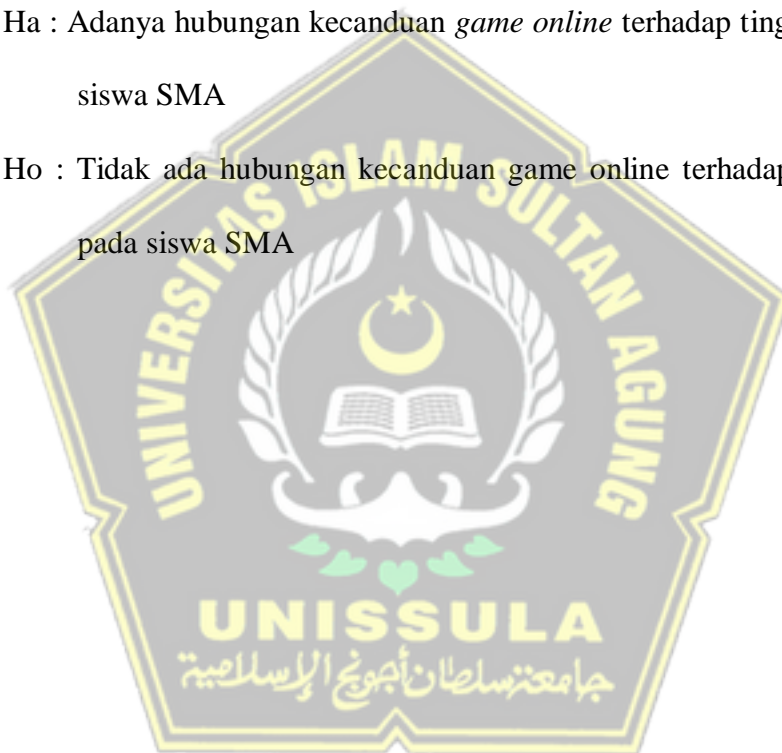 Ha : Adanya hubungan kecanduan game online terhadap ting
siswa SMA
Ho : Tidak ada hubungan kecanduan game online terhadap
pada siswa SMA
UNIVERSITAS ISLAM SULTAN AGUNG
UNISSULA
جامعة سلطان أجونج الإسلامية